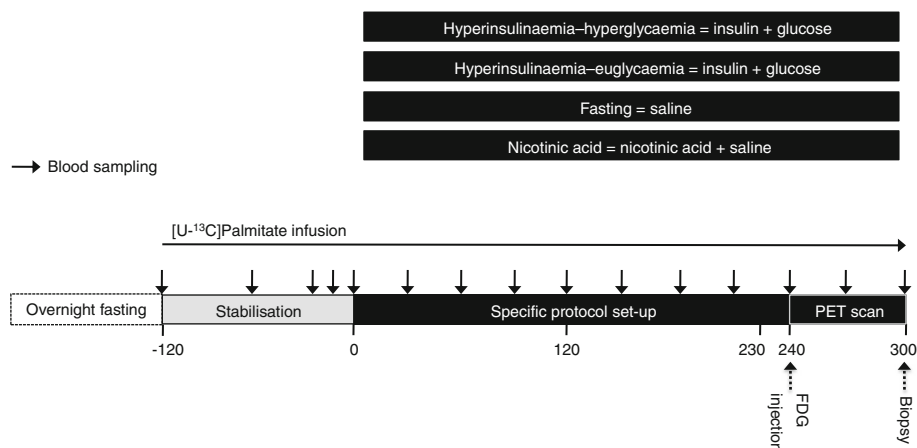 Hyperinsulinaemia–hyperglycaemia = insulin + glucose
Hyperinsulinaemia–euglycaemia = insulin + glucose
Fasting = saline
Nicotinic acid = nicotinic acid + saline
Blood sampling
[U-¹³C]Palmitate infusion
Overnight fasting
Stabilisation
Specific protocol set-up
PET scan
-120
0
120
230
240
300
FDG
injection
Biopsy